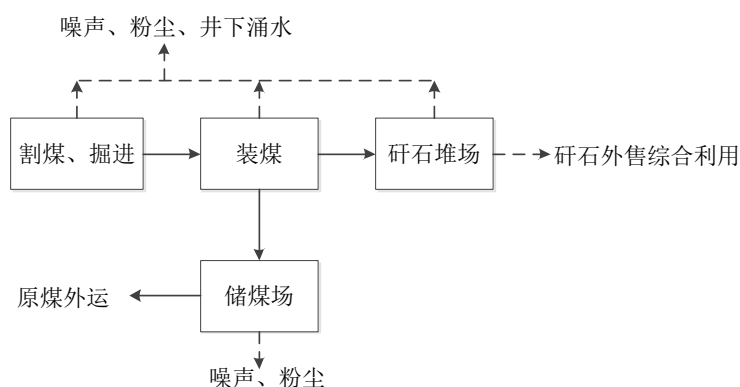 噪声、粉尘、井下涌水
割煤、掘进
装煤
矸石堆场
矸石外售综合利用
原煤外运
储煤场
噪声、粉尘